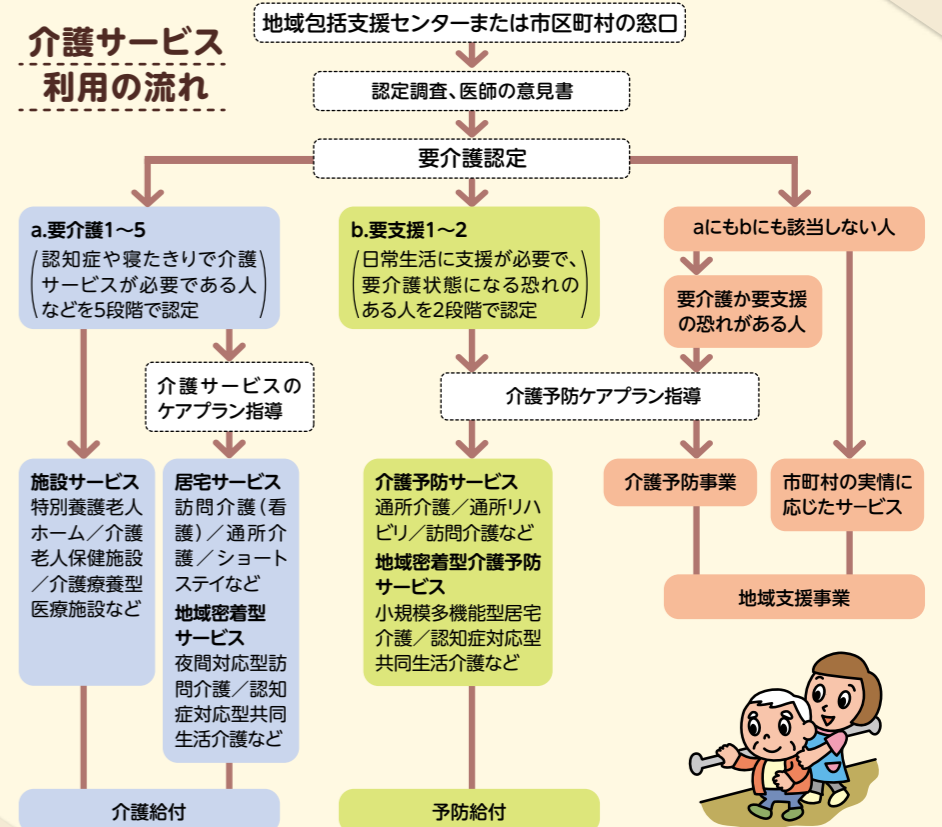 介護サービス
利用の流れ
地域包括支援センターまたは市区町村の窓口
認定調査、医師の意見書
要介護認定
a.要介護1〜5
認知症や寝たきりで介護
サービスが必要である人
などを5段階で認定
b.要支援1〜2
日常生活に支援が必要で、
要介護状態になる恐れの
ある人を2段階で認定
aにもbにも該当しない人
要介護か要支援
の恐れがある人
介護サービスの
ケアプラン指導
介護予防ケアプラン指導
施設サービス
特別養護老人
ホーム／介護
老人保健施設
／介護療養型
医療施設など
居宅サービス
訪問介護（看
護）／通所介
護／ショート
ステイなど
地域密着型
サービス
夜間対応型訪
問介護／認知
症対応型共同
生活介護など
介護予防サービス
通所介護／通所リハ
ビリ／訪問介護など
地域密着型介護予防
サービス
小規模多機能型居宅
介護／認知症対応型
共同生活介護など
介護予防事業
市町村の実情に
応じたサービス
地域支援事業
介護給付
予防給付